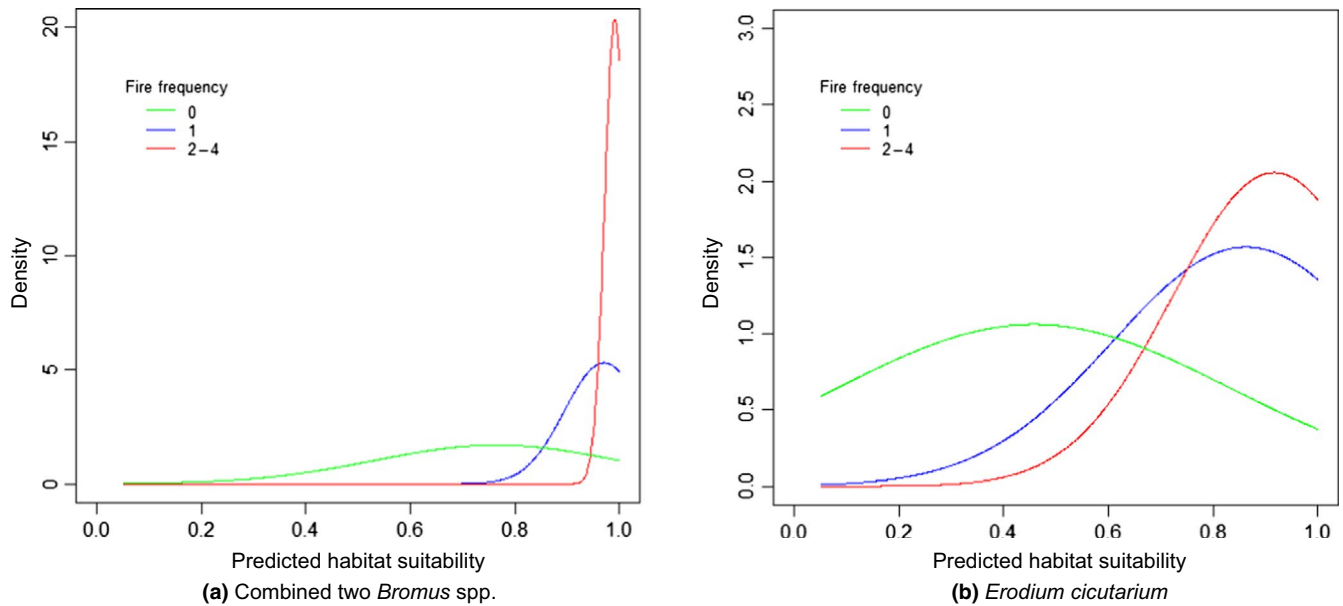 20
15
10
5
0
Density
Fire frequency
0
1
2–4
0.0 0.2 0.4 0.6 0.8 1.0
Predicted habitat suitability
(a) Combined two Bromus spp.
3.0
2.5
2.0
1.5
1.0
0.5
0.0
Density
Fire frequency
0
1
2–4
0.0 0.2 0.4 0.6 0.8 1.0
Predicted habitat suitability
(b) Erodium cicutarium